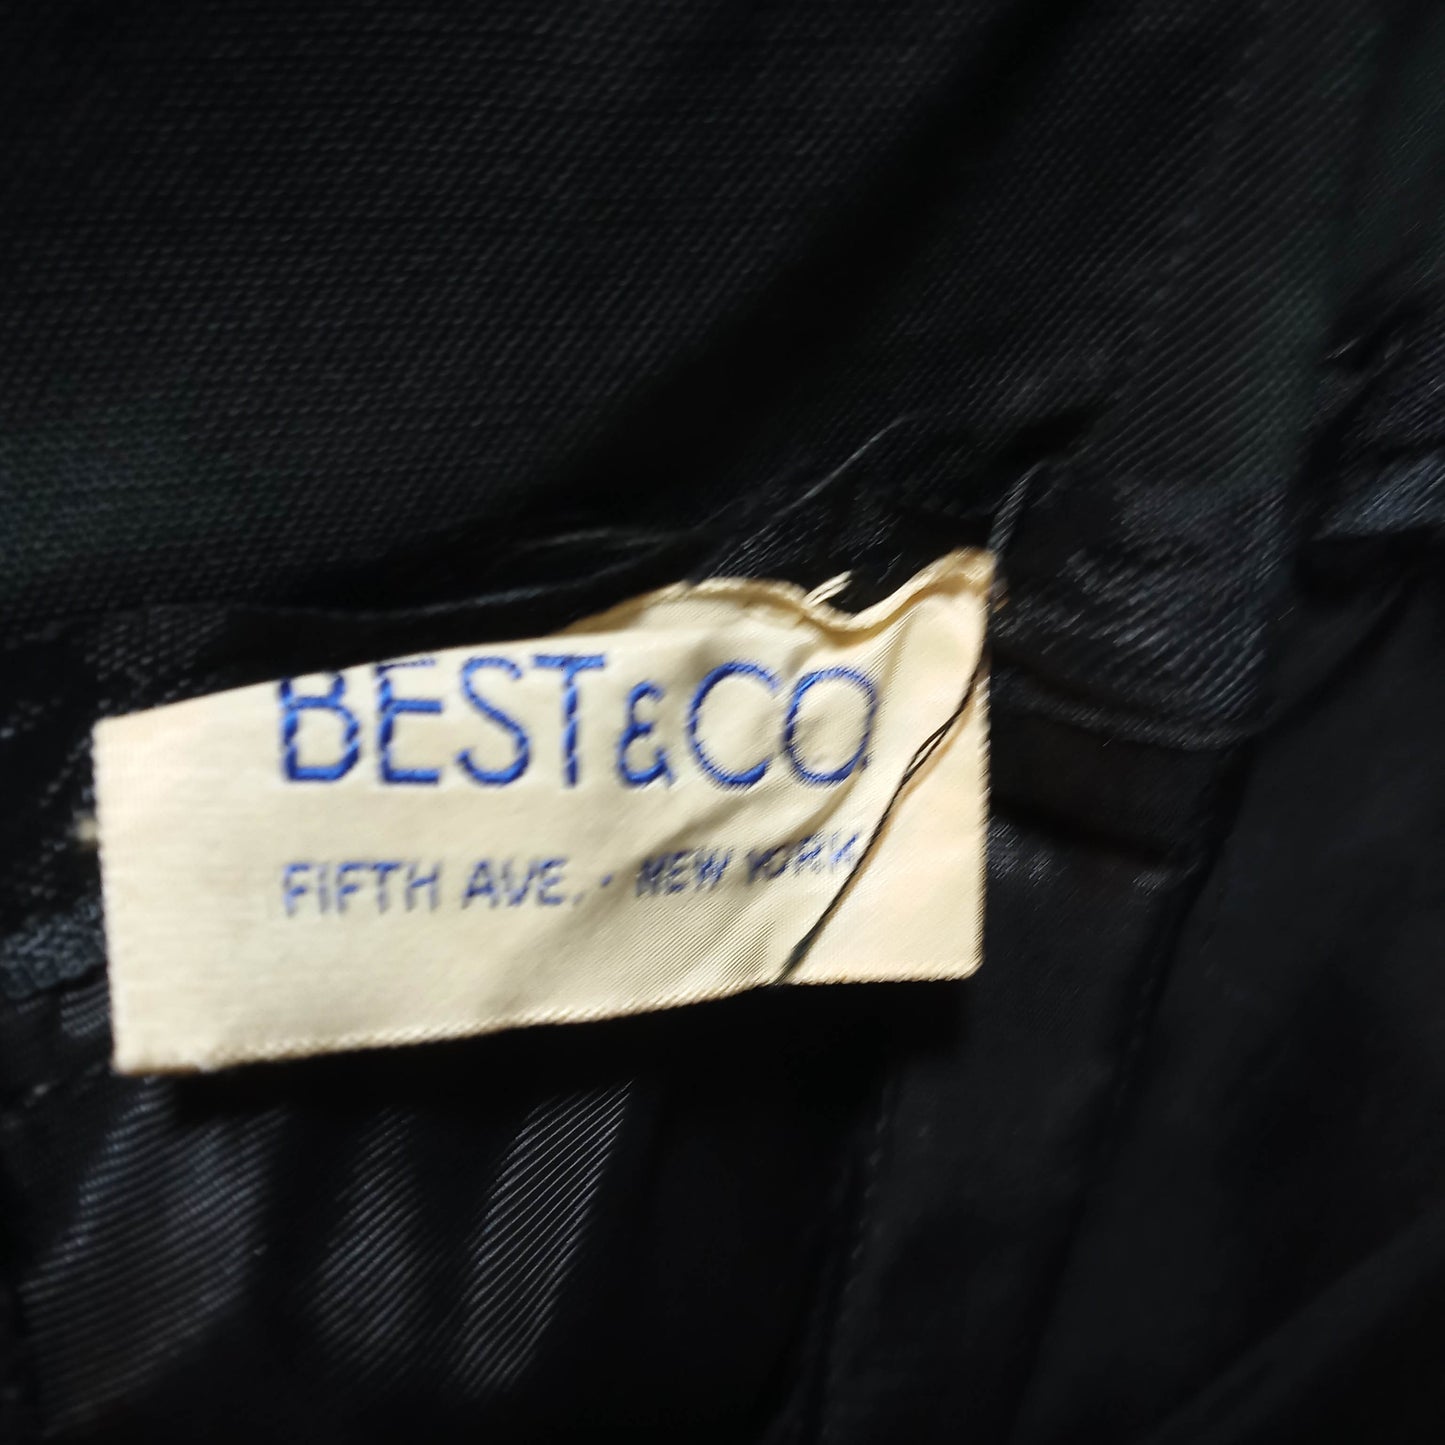 BEST & CO.
FIFTH AVE. · NEW YORK